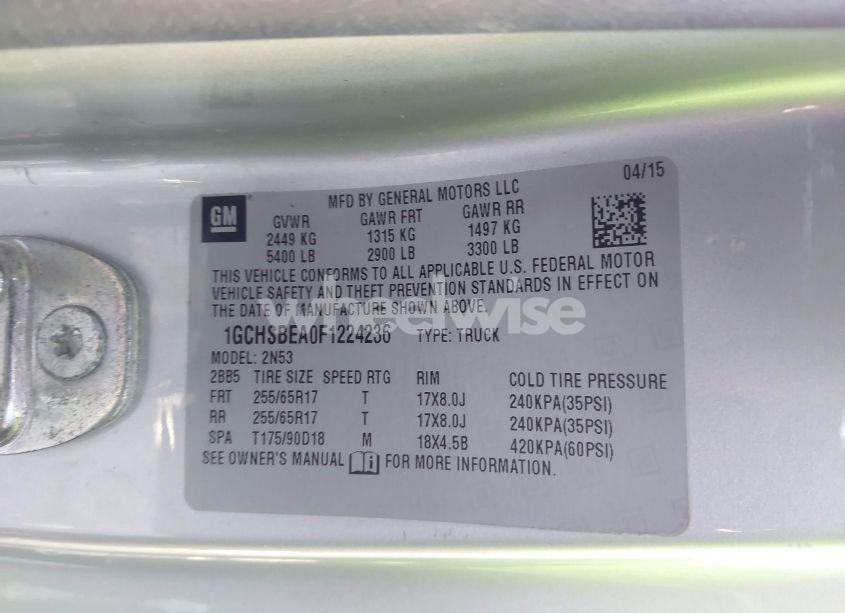 04/15
GM
MFD BY GENERAL MOTORS LLC
GVWR GAWR FRT GAWR RR
2449 KG 1315 KG 1497 KG
5400 LB 2900 LB 3300 LB
THIS VEHICLE CONFORMS TO ALL APPLICABLE U.S. FEDERAL MOTOR
VEHICLE SAFETY AND THEFT PREVENTION STANDARDS IN EFFECT ON
THE DATE OF MANUFACTURE SHOWN ABOVE.
wheelwise
1GCHSBEA0F1224236 TYPE: TRUCK
MODEL: 2N53
2BB5 TIRE SIZE SPEED RTG RIM COLD TIRE PRESSURE
FRT 255/65R17 T 17X8.0J 240KPA(35PSI)
RR 255/65R17 T 17X8.0J 240KPA(35PSI)
SPA T175/90D18 M 18X4.5B 420KPA(60PSI)
SEE OWNER'S MANUAL FOR MORE INFORMATION.